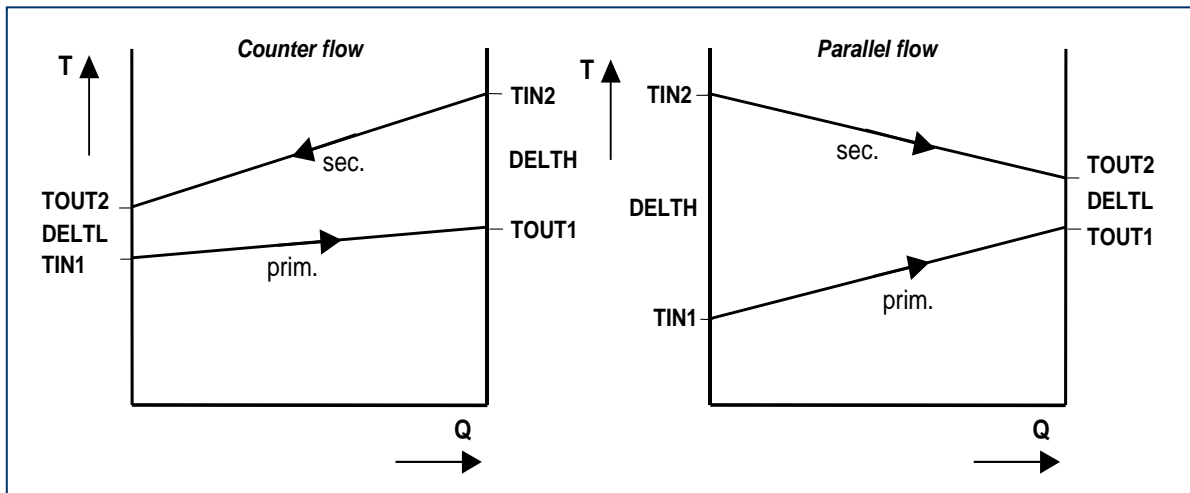 Counter flow
T
TIN2
sec.
DELTH
TOUT2
DELTL
TIN1
TOUT1
prim.
Q
Parallel flow
T
TIN2
sec.
TOUT2
DELTH
DELTL
TOUT1
TIN1
prim.
Q